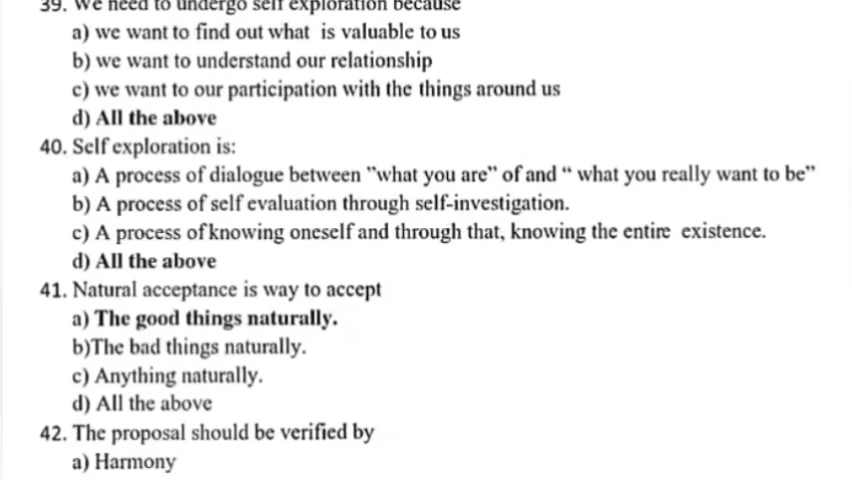 39. We need to undergo self exploration because
a) we want to find out what is valuable to us
b) we want to understand our relationship
c) we want to our participation with the things around us
d) All the above
40. Self exploration is:
a) A process of dialogue between ”what you are” of and “ what you really want to be”
b) A process of self evaluation through self-investigation.
c) A process of knowing oneself and through that, knowing the entire existence.
d) All the above
41. Natural acceptance is way to accept
a) The good things naturally.
b)The bad things naturally.
c) Anything naturally.
d) All the above
42. The proposal should be verified by
a) Harmony